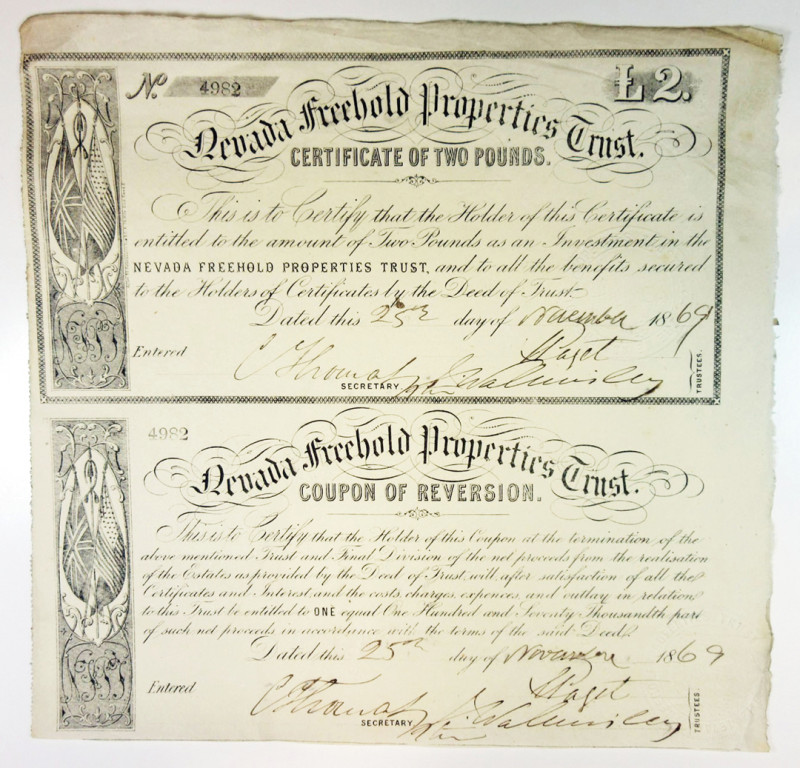 No. 4982 £2.
Nevada Freehold Properties Trust.
CERTIFICATE OF TWO POUNDS.
This is to Certify that the Holder of this Certificate is
entitled to the amount of Two Pounds as an Investment in the
NEVADA FREEHOLD PROPERTIES TRUST, and to all the benefits secured
to the Holders of Certificates by the Deed of Trust.
Dated this 25th day of November 1869
Entered
Paget
C Thomas
SECRETARY.
Walmisley
TRUSTEES.
4982
Nevada Freehold Properties Trust.
COUPON OF REVERSION.
This is to Certify that the Holder of this Coupon at the termination of the
above mentioned Trust and Final Division of the net proceeds from the realisation
of the Estates as provided by the Deed of Trust, will, after satisfaction of all the
Certificates and Interest, and the costs, charges, expences, and outlay in relation
to this Trust be entitled to ONE equal One Hundred and Seventy Thousandth part
of such net proceeds in accordance with the terms of the said Deed.
Dated this 25th day of November 1869
Entered
Paget
C Thomas
SECRETARY.
Walmisley
TRUSTEES.